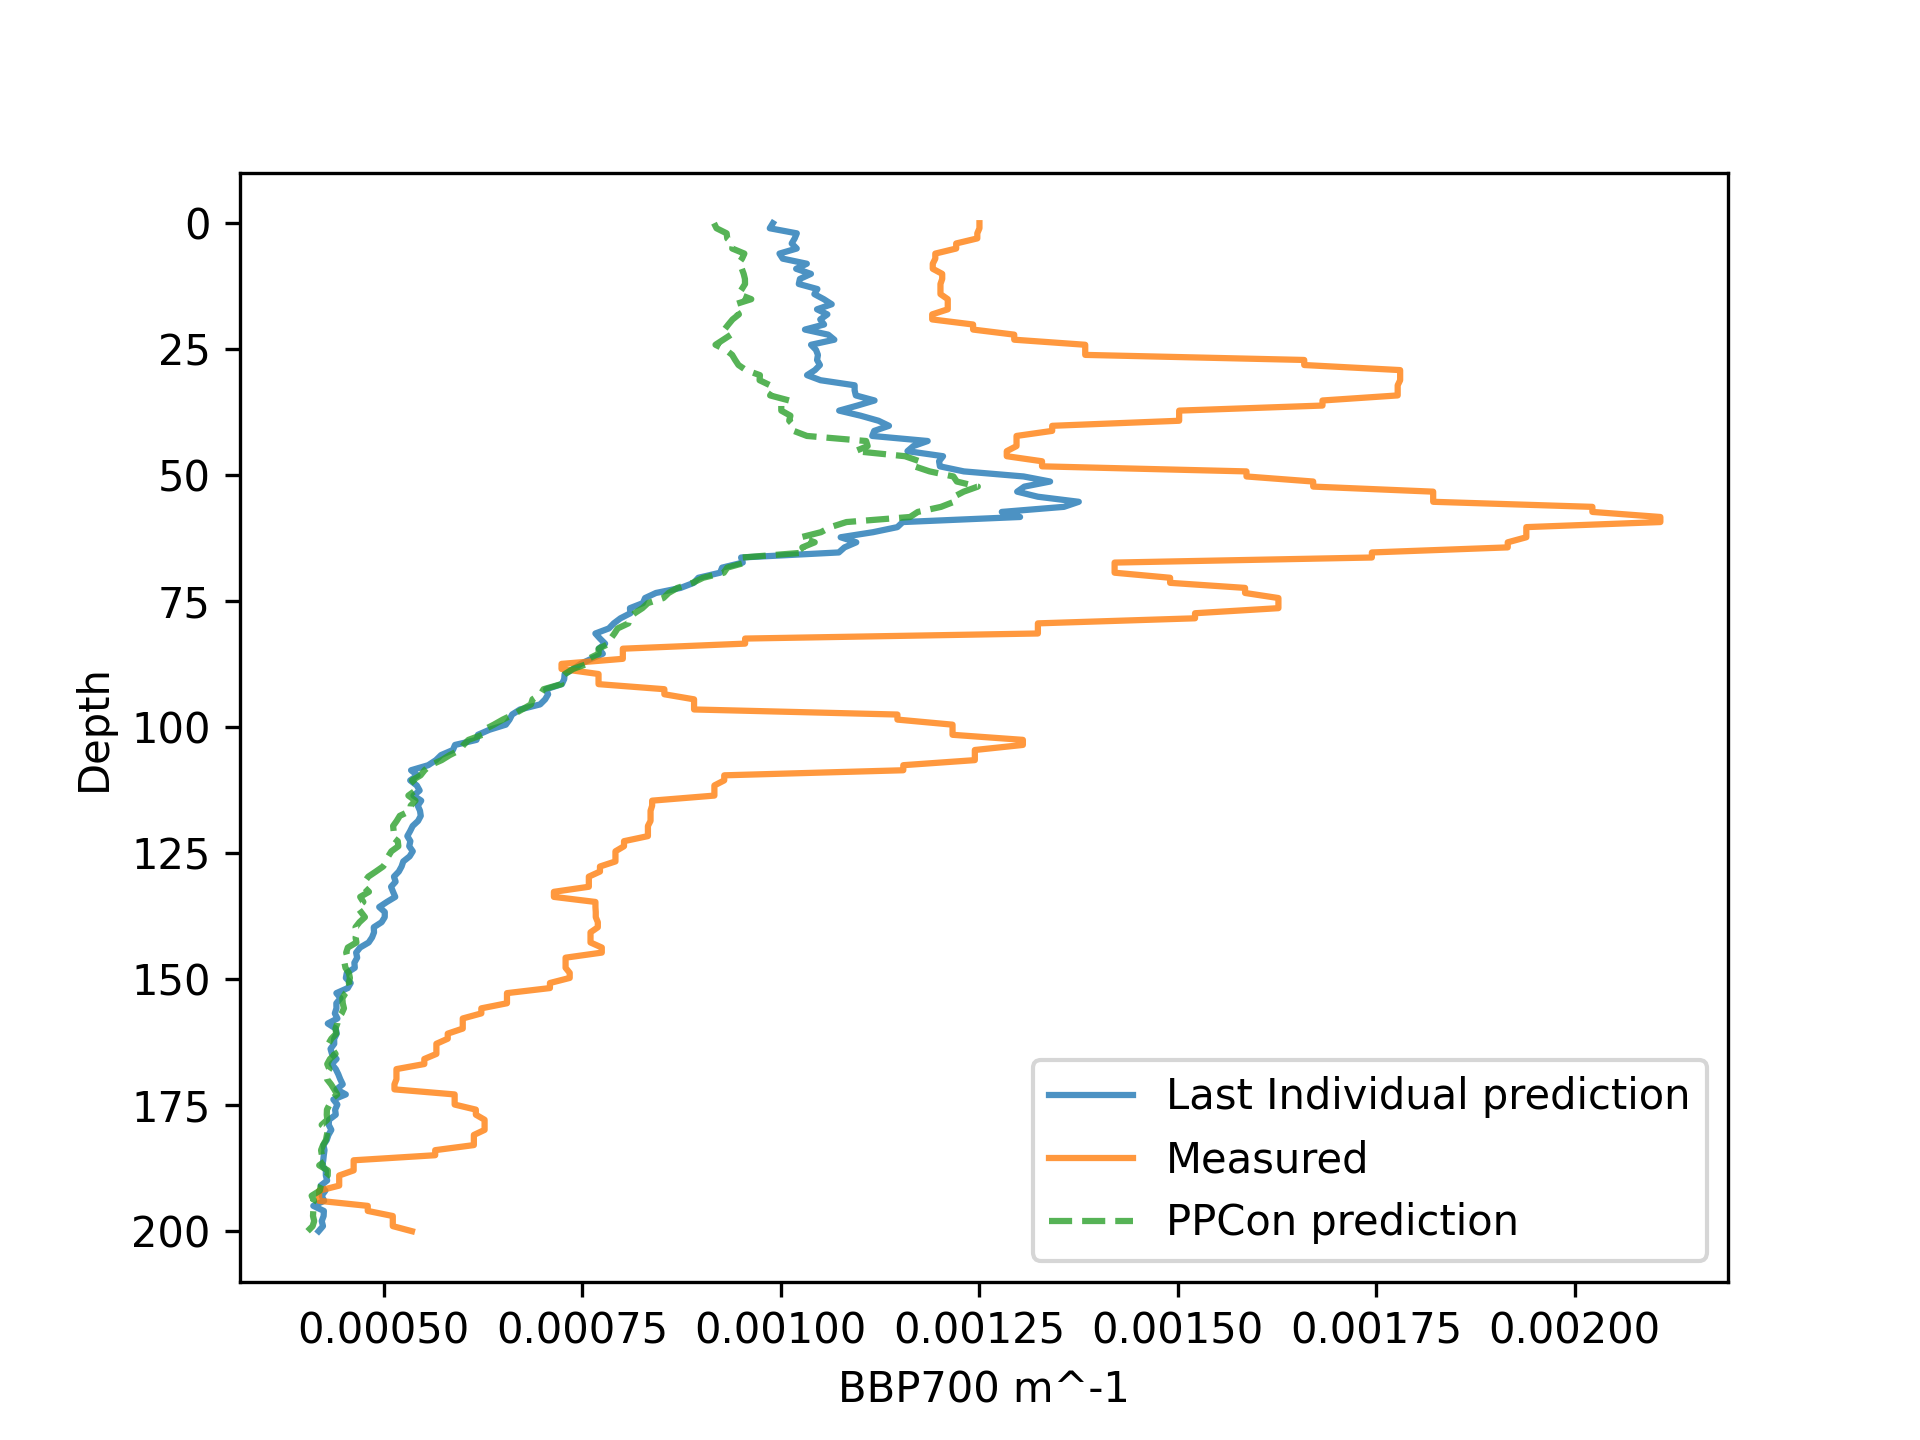 0
25
50
75
100
125
150
175
200
Depth
0.00050 0.00075 0.00100 0.00125 0.00150 0.00175 0.00200
BBP700 m^-1
Last Individual prediction
Measured
PPCon prediction